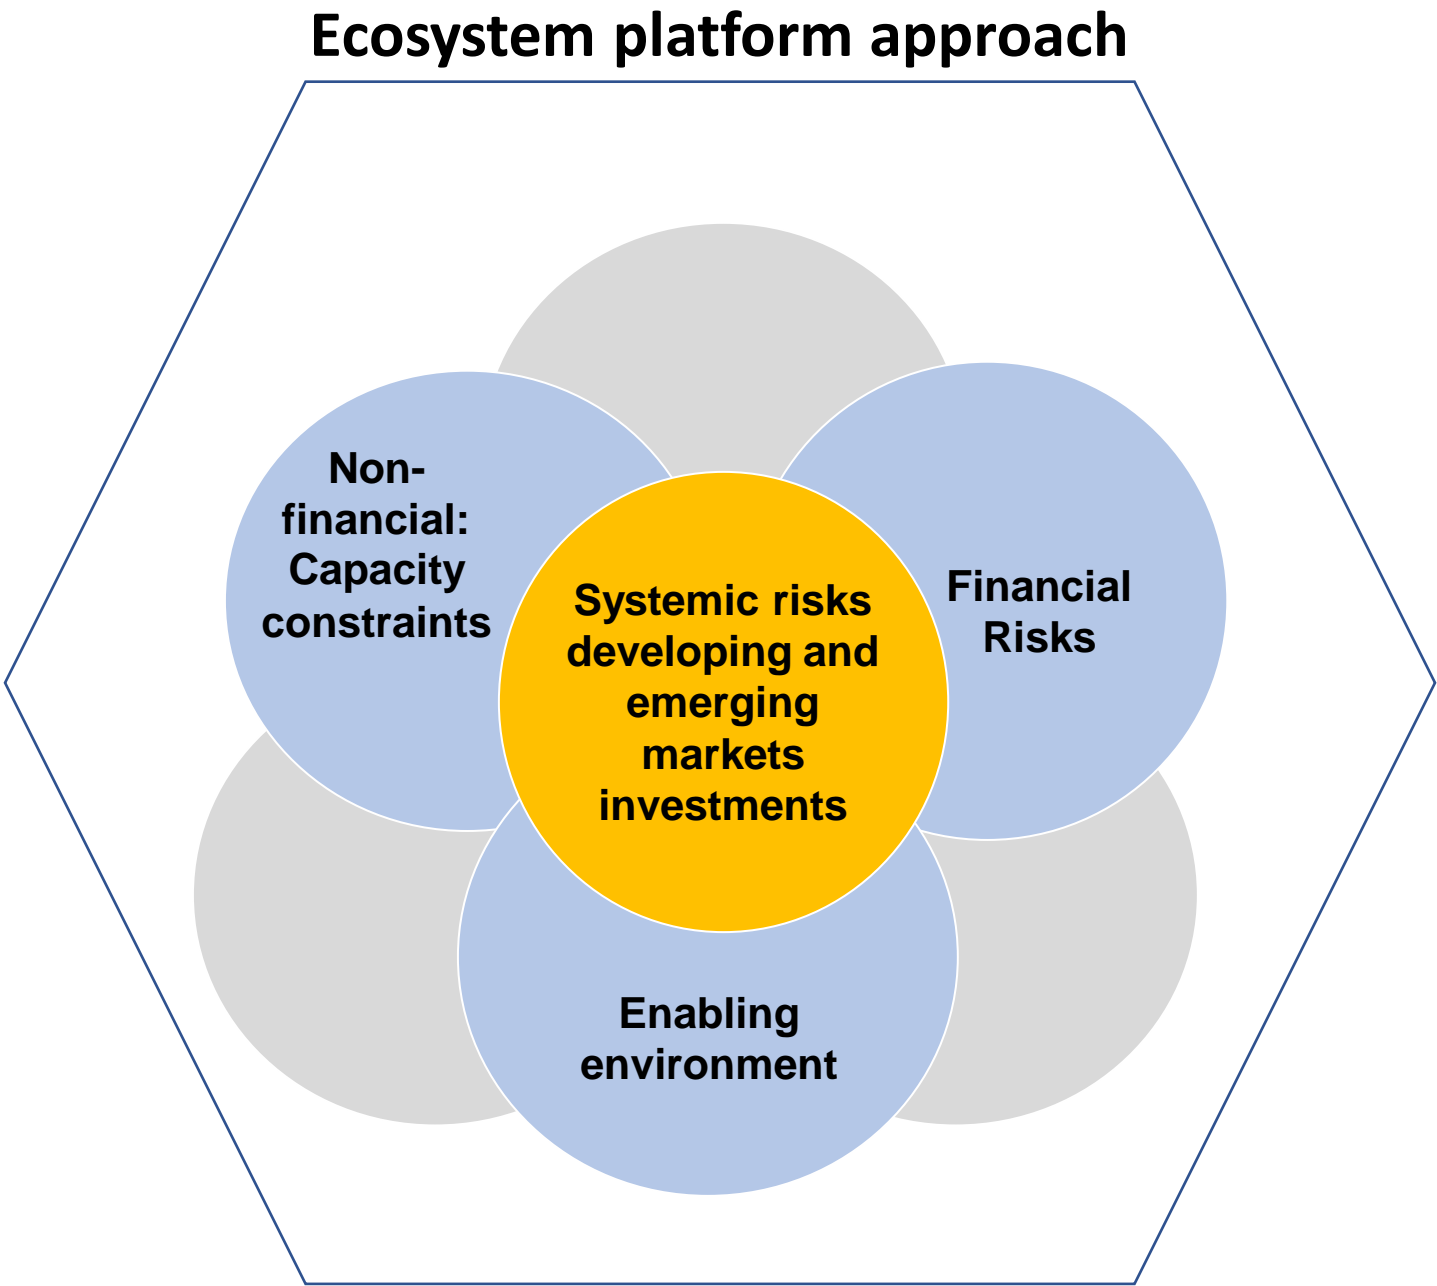 Ecosystem platform approach
Non-
financial:
Capacity
constraints
Systemic risks
developing and
emerging
markets
investments
Financial
Risks
Enabling
environment